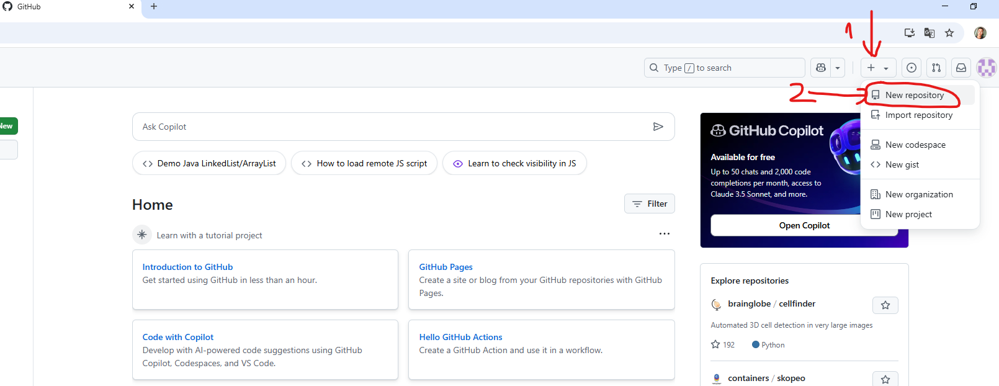 GitHub
1
Type / to search
2
New repository
Import repository
New codespace
New gist
New organization
New project
New
Ask Copilot
Demo Java LinkedList/ArrayList
How to load remote JS script
Learn to check visibility in JS
Home
Filter
Learn with a tutorial project
Introduction to GitHub
Get started using GitHub in less than an hour.
GitHub Pages
Create a site or blog from your GitHub repositories with GitHub
Pages.
Code with Copilot
Develop with AI-powered code suggestions using GitHub
Copilot, Codespaces, and VS Code.
Hello GitHub Actions
Create a GitHub Action and use it in a workflow.
GitHub Copilot
Available for free
Up to 50 chats and 2,000 code
completions per month, access to
Claude 3.5 Sonnet, and more.
Open Copilot
Explore repositories
brainglobe / cellfinder
Automated 3D cell detection in very large images
192 Python
containers / skopeo